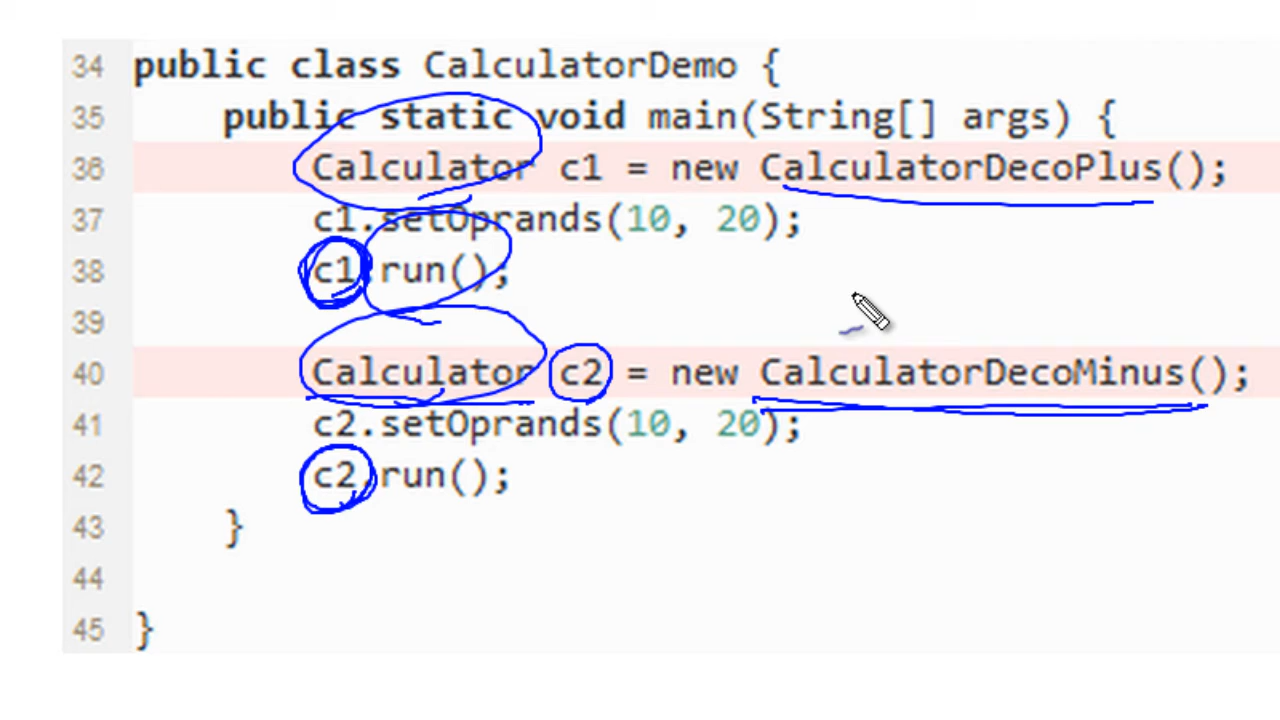 34 public class CalculatorDemo {
35 public static void main(String[] args) {
36 Calculator c1 = new CalculatorDecoPlus();
37 c1.setOprands(10, 20);
38 c1.run();
39
40 Calculator c2 = new CalculatorDecoMinus();
41 c2.setOprands(10, 20);
42 c2.run();
43 }
44
45 }